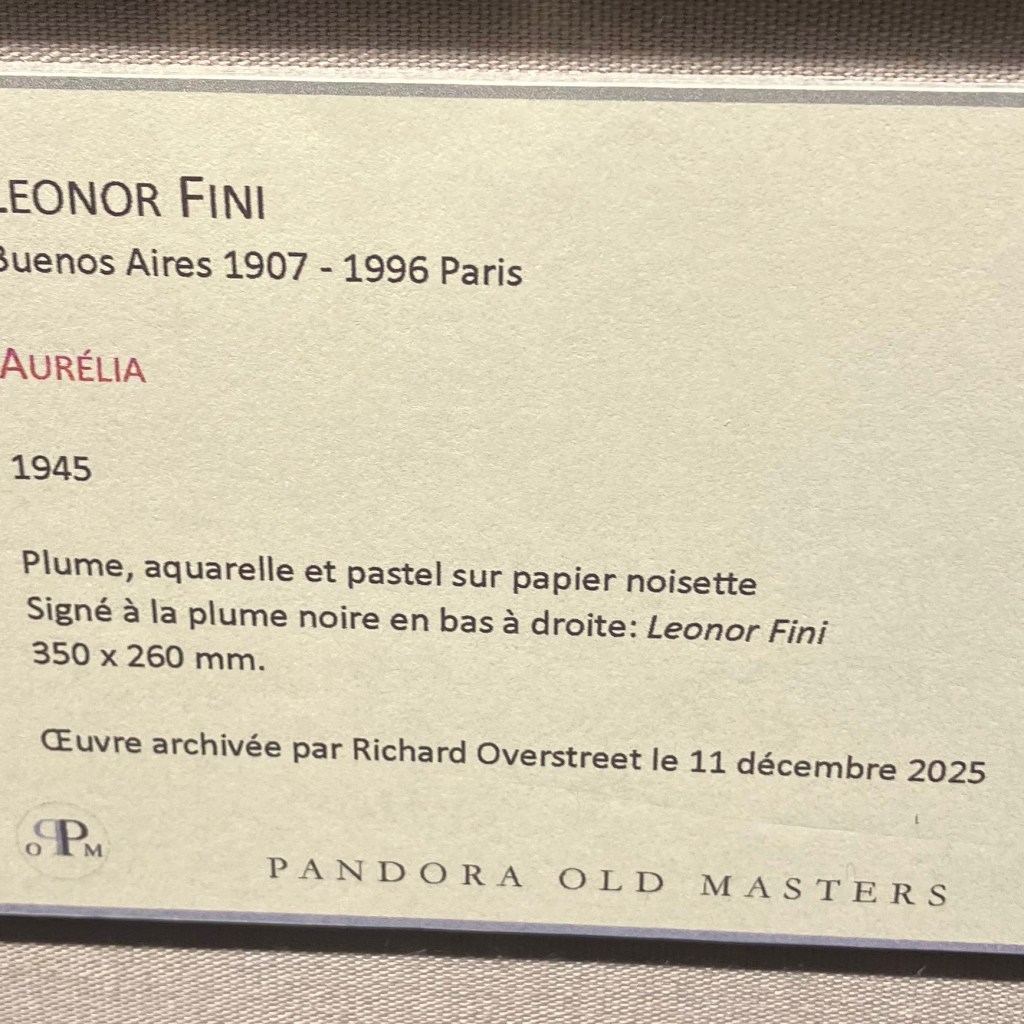 LEONOR FINI
Buenos Aires 1907 - 1996 Paris
AURÉLIA
1945
Plume, aquarelle et pastel sur papier noisette
Signé à la plume noire en bas à droite: Leonor Fini
350 x 260 mm.
Œuvre archivée par Richard Overstreet le 11 décembre 2025
OPPM
PANDORA OLD MASTERS